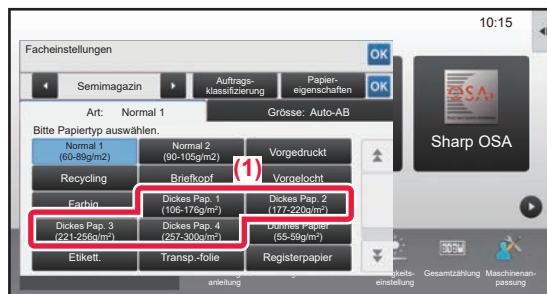 10:15
Facheinstellungen
OK
Semimagazin
Auftrags-
klassifizierung
Papier-
eigenschaften
OK
Art: Normal 1
Grösse: Auto-AB
Bitte Papiertyp auswählen.
Normal 1
(60-89g/m2)
Normal 2
(90-105g/m2)
Vorgedruckt
Recycling
Briefkopf
(1)
Vorgelocht
Farbig
Dickes Pap. 1
(106-176g/m²)
Dickes Pap. 2
(177-220g/m²)
Dickes Pap. 3
(221-256g/m²)
Dickes Pap. 4
(257-300g/m²)
Dünnes Papier
(55-59g/m²)
Etikett.
Transp.-folie
Registerpapier
OSA
Sharp OSA
anleitung
einstellung
Gesamtzählung
Maschinenan-
passung